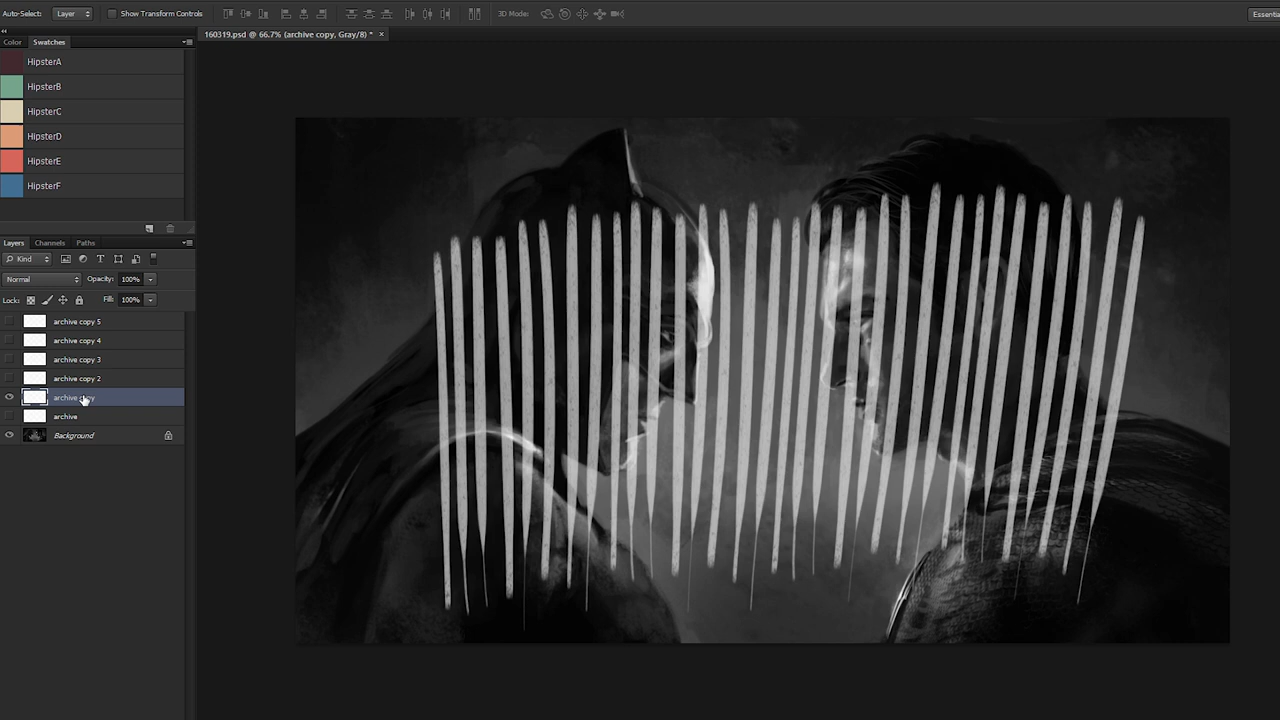 Auto-Select: Layer Show Transform Controls 3D Mode: Essentia
160319.psd @ 66.7% (archive copy, Gray/8) * ×
Color Swatches
HipsterA
HipsterB
HipsterC
HipsterD
HipsterE
HipsterF
Layers Channels Paths
Kind
Normal Opacity: 100%
Lock: Fill: 100%
archive copy 5
archive copy 4
archive copy 3
archive copy 2
archive copy
archive
Background